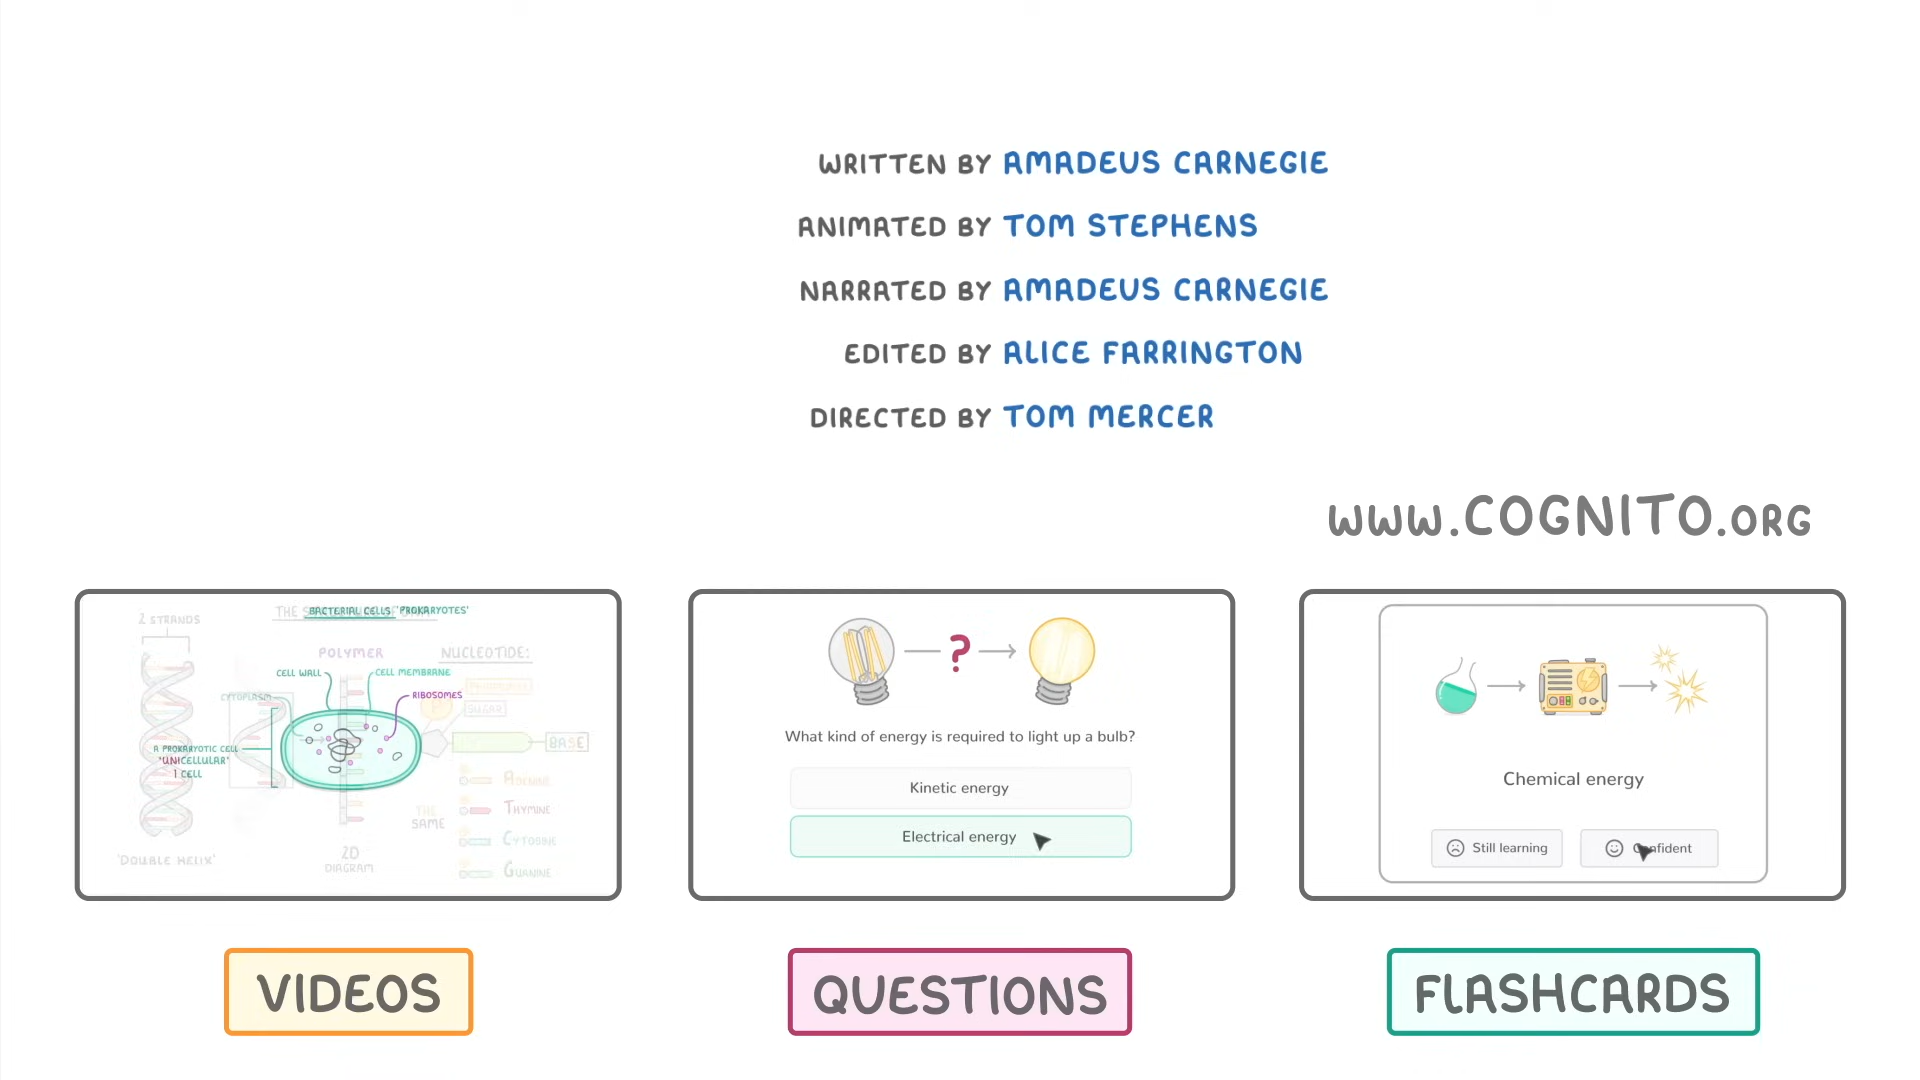 WRITTEN BY AMADEUS CARNEGIE
ANIMATED BY TOM STEPHENS
NARRATED BY AMADEUS CARNEGIE
EDITED BY ALICE FARRINGTON
DIRECTED BY TOM MERCER
www.COGNITO.ORG
2 STRANDS
BACTERIAL CELLS 'PROKARYOTES'
POLYMER
NUCLEOTIDE:
CELL WALL
CELL MEMBRANE
CYTOPLASM
RIBOSOMES
SUGAR
BASE
A PROKARYOTIC CELL
'UNICELLULAR'
1 CELL
ADENINE
THE
SAME
THYMINE
CYTOSINE
GUANINE
'DOUBLE HELIX'
2D
DIAGRAM
?
What kind of energy is required to light up a bulb?
Kinetic energy
Electrical energy
Chemical energy
Still learning
Confident
VIDEOS
QUESTIONS
FLASHCARDS